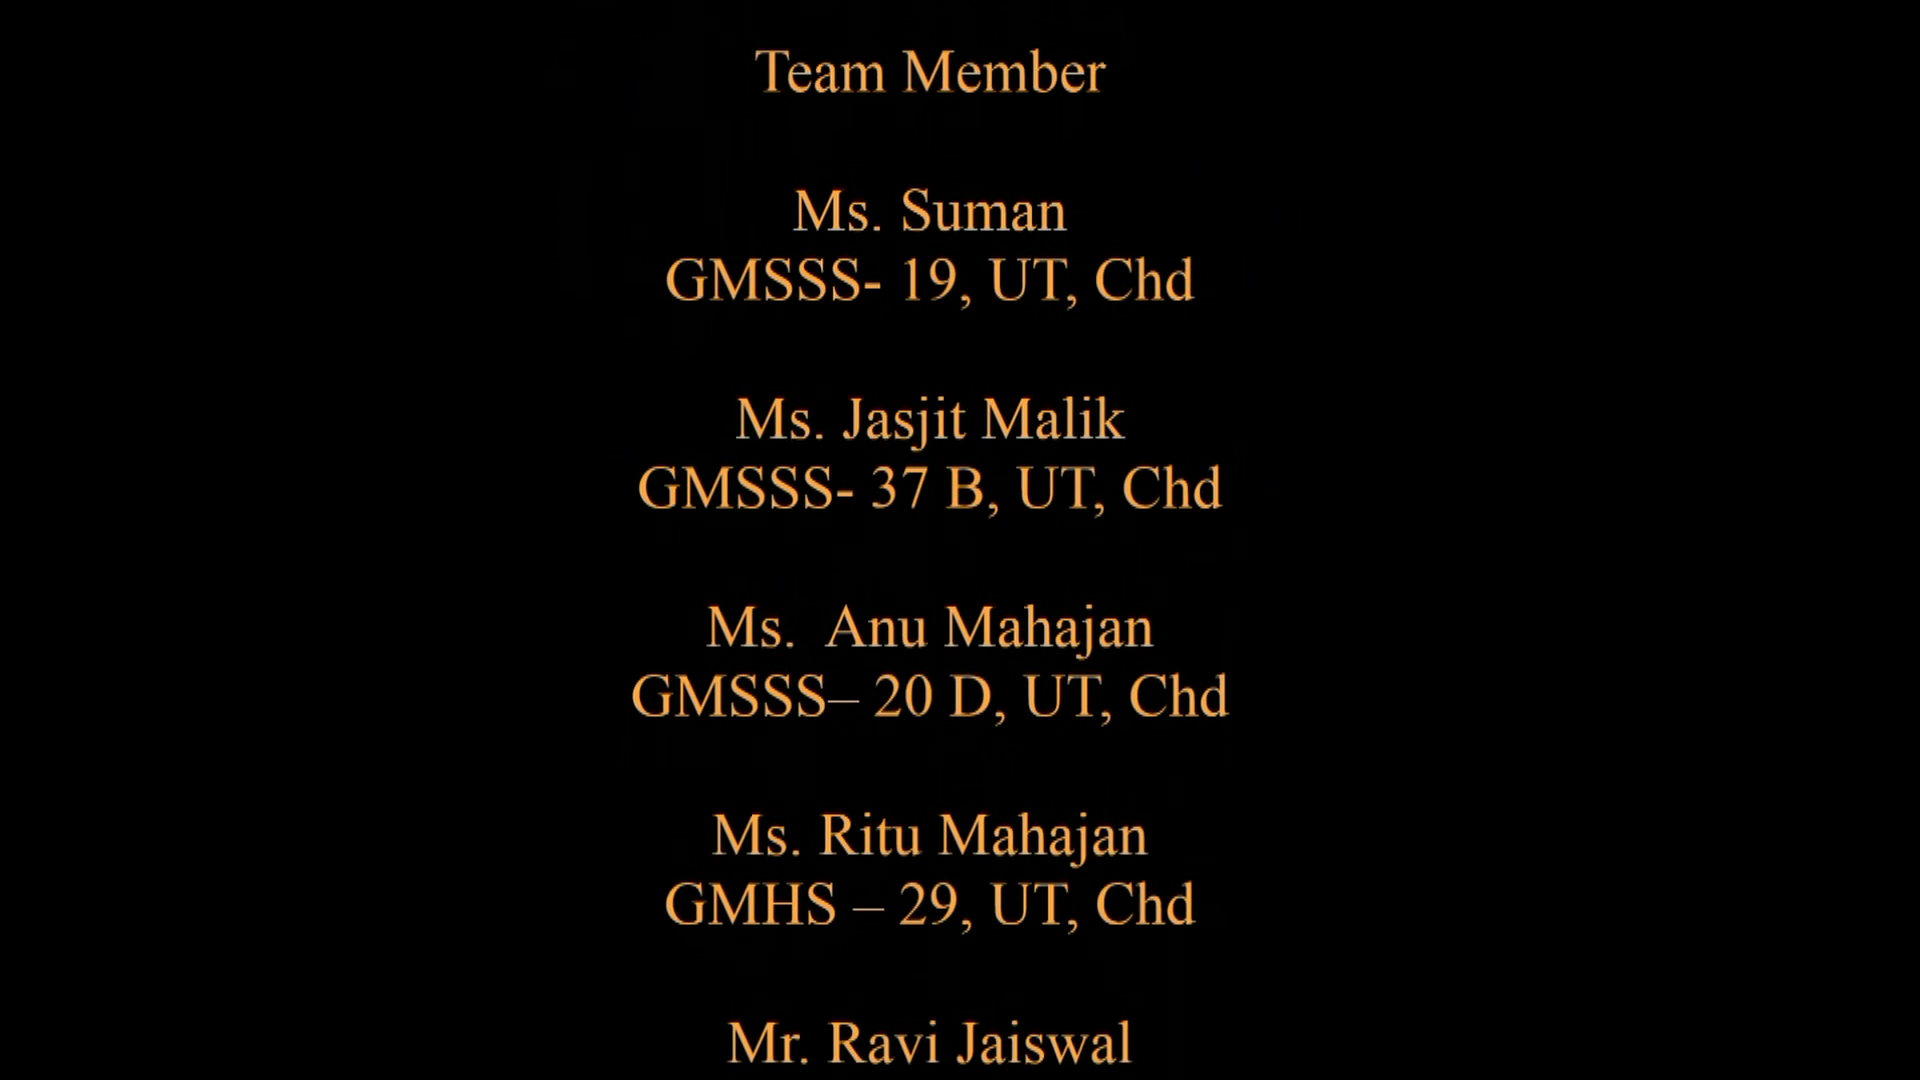 Team Member
Ms. Suman
GMSSS- 19, UT, Chd
Ms. Jasjit Malik
GMSSS- 37 B, UT, Chd
Ms.  Anu Mahajan
GMSSS– 20 D, UT, Chd
Ms. Ritu Mahajan
GMHS – 29, UT, Chd
Mr. Ravi Jaiswal